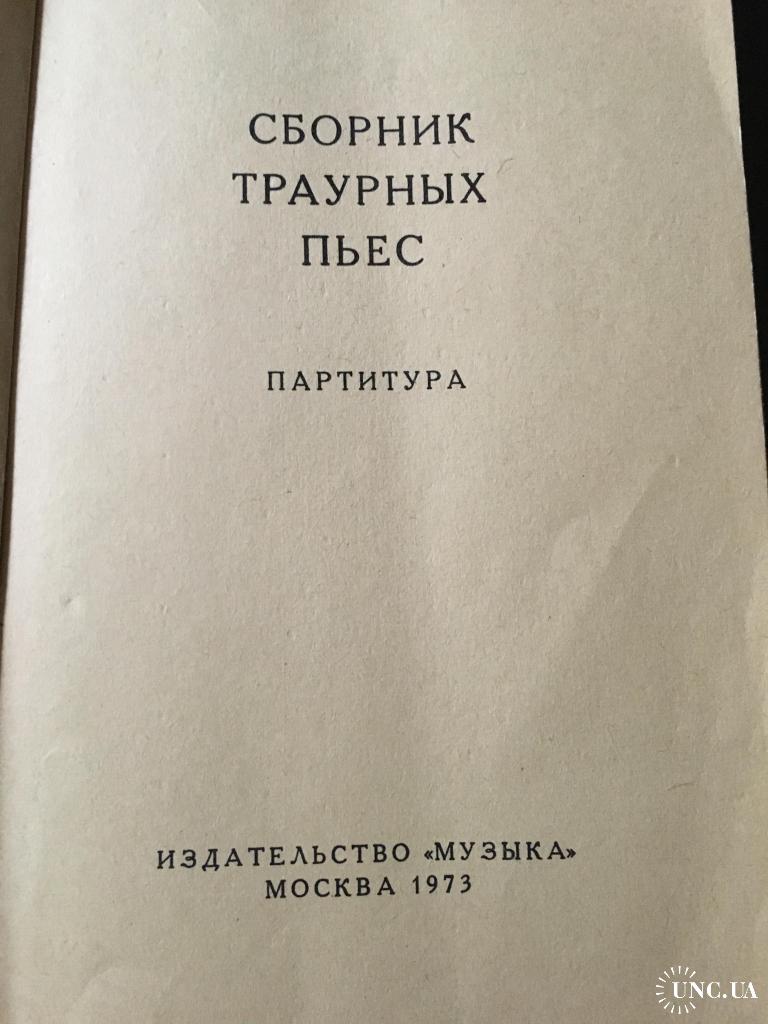 СБОРНИК
ТРАУРНЫХ
ПЬЕС
ПАРТИТУРА
ИЗДАТЕЛЬСТВО «МУЗЫКА»
МОСКВА 1973
UNC.UA